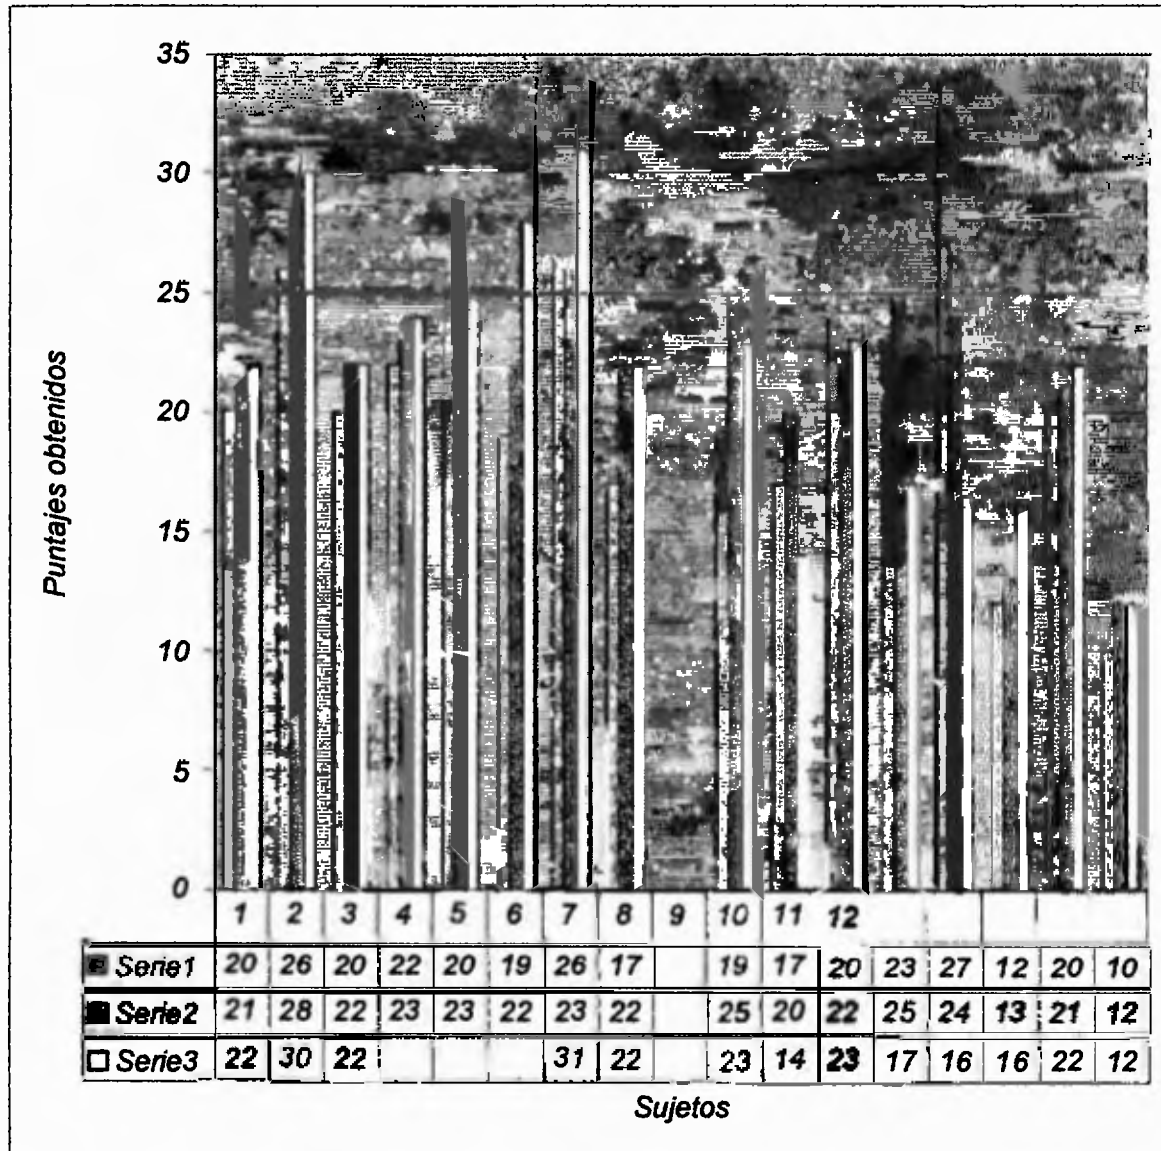 35
30
25
20
15
10
5
0
Puntajes obtenidos
1 2 3 4 5 6 7 8 9 10 11 12
Serie1 20 26 20 22 20 19 26 17 19 17 20 23 27 12 20 10
Serie2 21 28 22 23 23 22 23 22 25 20 22 25 24 13 21 12
Serie3 22 30 22 31 22 23 14 23 17 16 16 22 12
Sujetos